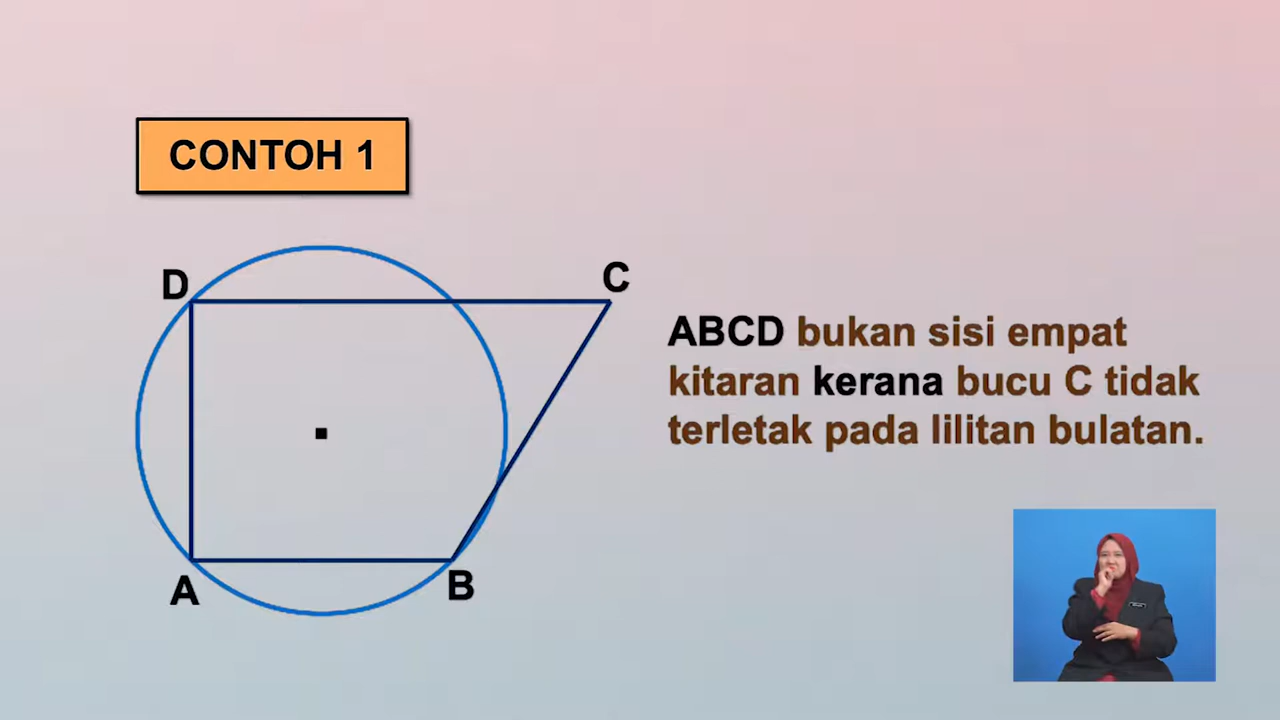 CONTOH 1
D
C
ABCD bukan sisi empat
kitaran kerana bucu C tidak
terletak pada lilitan bulatan.
A
B